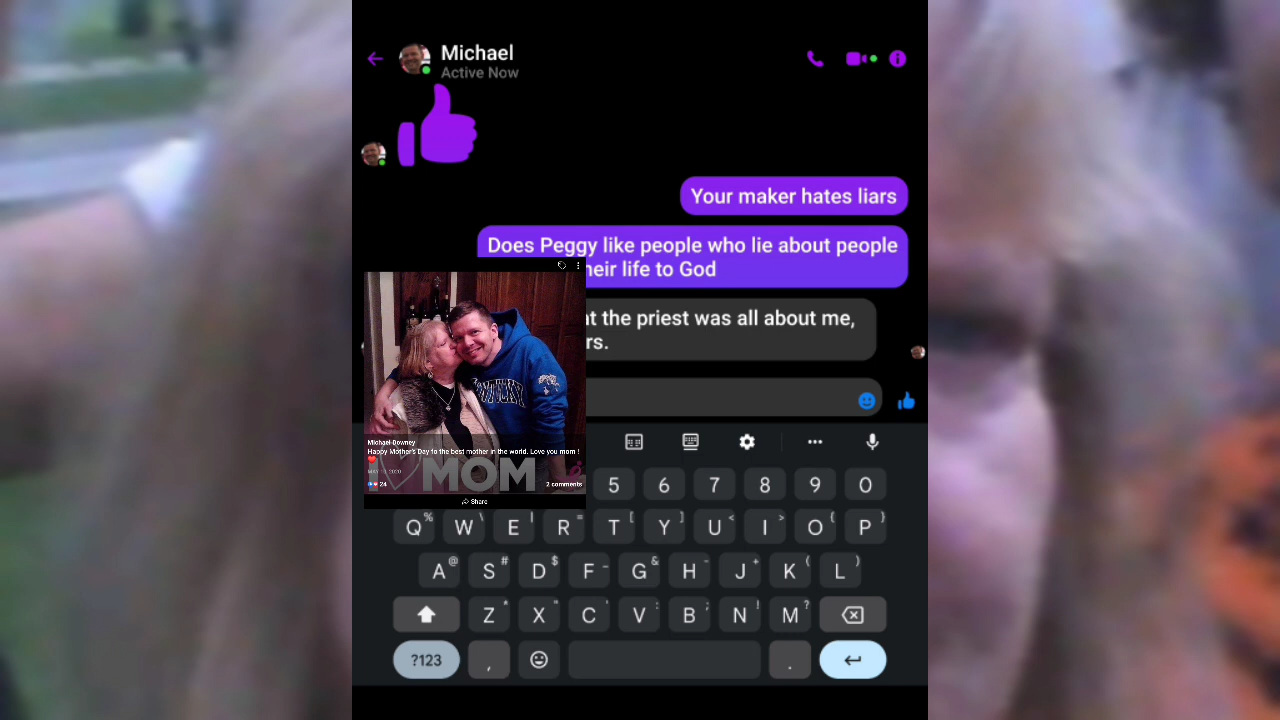 Michael
Active Now
Your maker hates liars
Does Peggy like people who lie about people
heir life to God
the priest was all about me,
rs.
KENTUCKY
Michael Downey
Happy Mother's Day to the best mother in the world. Love you mom !
MOM
2020
24
2 comments
Share
5 6 7 8 9 0
Q % W \ E | R = T [ Y ] U < I > O { P }
A @ S # D $ F _ G & H - J + K ( L )
Z * X " C ' V : B ; N ! M ?
?123 , .